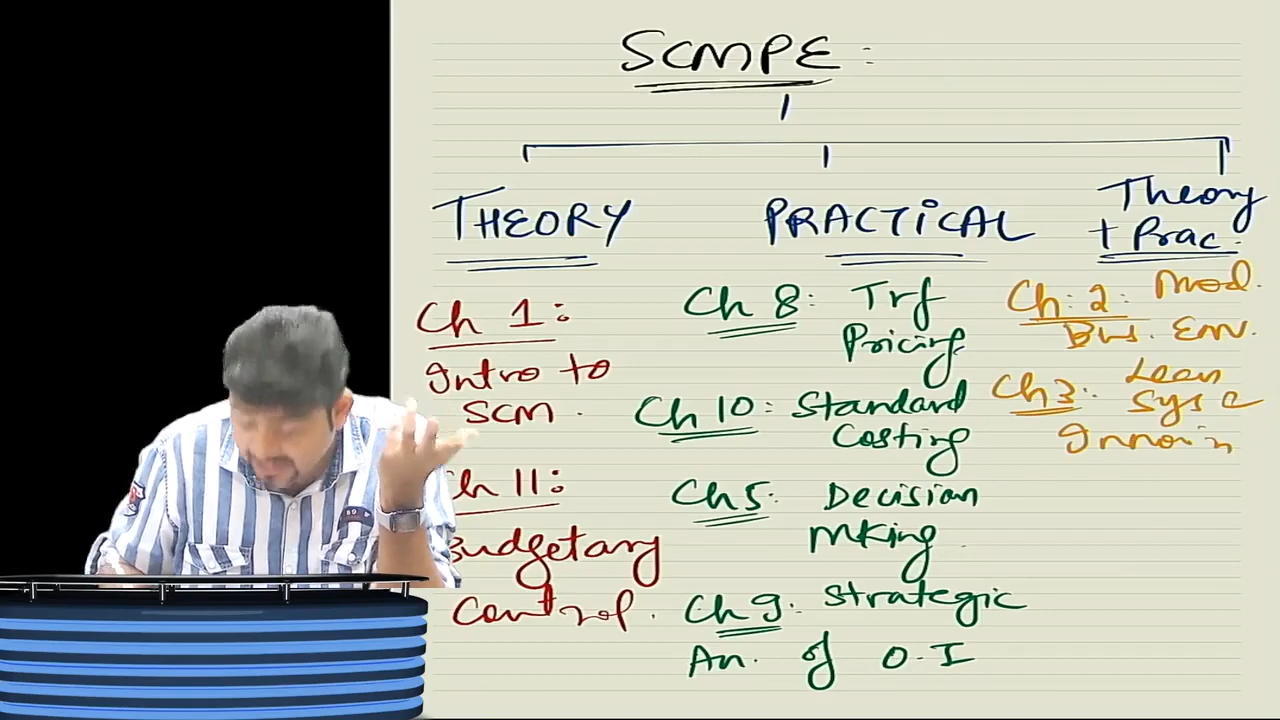 SCMPE:
THEORY
Ch 1:
Intro to
SCM.
Ch 11:
Budgetary
Control.
PRACTICAL
Ch 8: Trf
Pricing
Ch 10: Standard
Costing
Ch 5: Decision
Mking
Ch 9: Strategic
An. of O.I
Theory
+ Prac.
Ch: 2: Mod.
Bus. Env.
Ch 3: Lean
Sys &